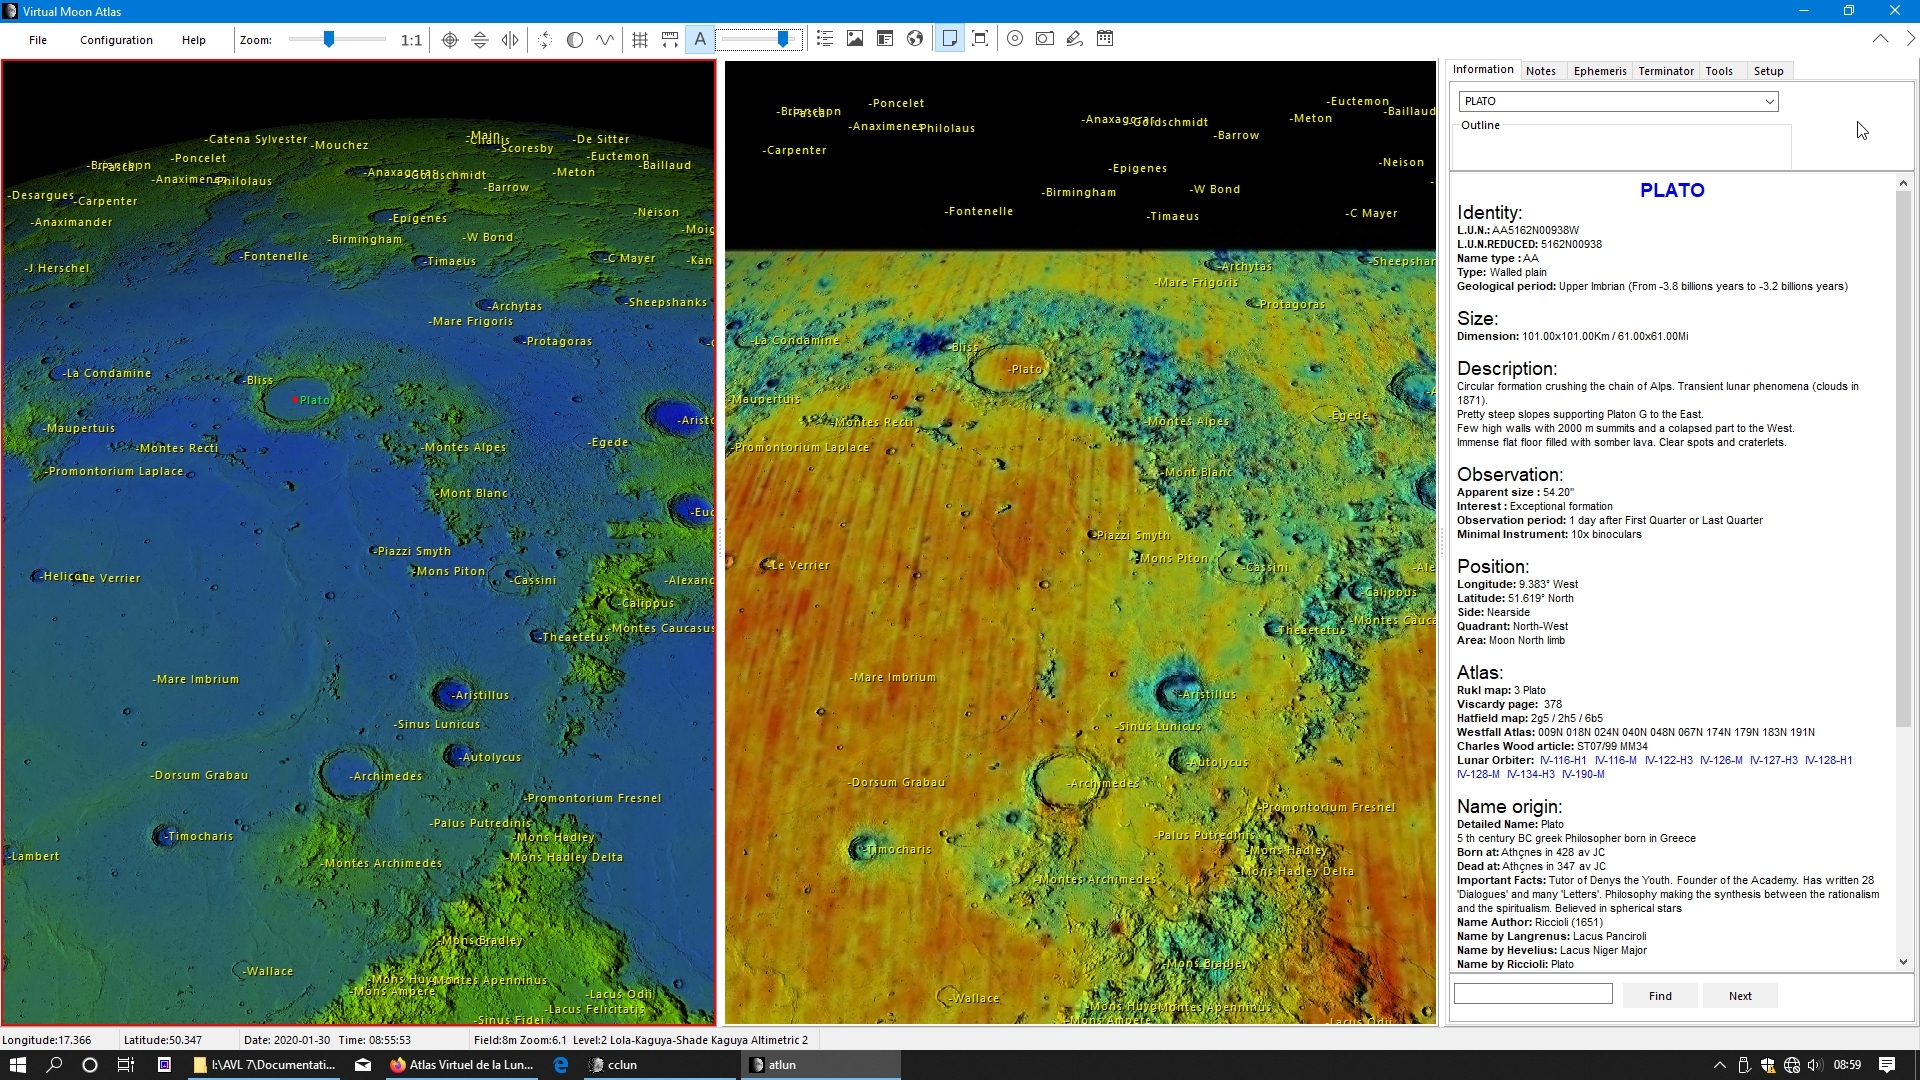 Virtual Moon Atlas
File Configuration Help Zoom: 1:1 A
-Catena Sylvester
-Mouchez
-Main
-Challis
-Scoresby
-De Sitter
-Poncelet
-Euctemon
-Baillaud
-Anaximenes
-Philolaus
-Anaxagoras
-Goldschmidt
-Meton
-Barrow
-Desargues
-Carpenter
-Anaximander
-Epigenes
-Neison
-Birmingham
-W Bond
-Moig
-Fontenelle
-Timaeus
-C Mayer
-Kan
-J Herschel
-Archytas
-Sheepshanks
-Mare Frigoris
-Protagoras
-La Condamine
-Bliss
Plato
-Maupertuis
-Montes Recti
-Montes Alpes
-Egede
-Aristo
-Promontorium Laplace
-Mont Blanc
-Eud
-Piazzi Smyth
-Mons Piton
-Helicon
-Le Verrier
-Cassini
-Alexand
-Calippus
-Montes Caucasus
-Theaetetus
-Mare Imbrium
-Aristillus
-Sinus Lunicus
-Autolycus
-Dorsum Grabau
-Archimedes
-Promontorium Fresnel
-Palus Putredinis
-Timocharis
-Mons Hadley
-Lambert
-Montes Archimedes
-Mons Hadley Delta
-Mons Bradley
-Wallace
-Mons Huyg
-Montes Apenninus
-Mons Ampere
-Lacus Odii
-Lacus Felicitatis
-Sinus Fidei
-Poncelet
-Euctemon
-Baillaud
-Pascal
-Anaximenes
-Philolaus
-Anaxagoras
-Goldschmidt
-Meton
-Barrow
-Carpenter
-Epigenes
-Neison
-Birmingham
-W Bond
-Fontenelle
-Timaeus
-C Mayer
-Archytas
-Sheepshan
-Mare Frigoris
-Protagoras
-La Condamine
-Bliss
-Plato
-Maupertuis
-Montes Recti
-Montes Alpes
-Egede
-Promontorium Laplace
-Mont Blanc
-Piazzi Smyth
-Mons Piton
-Le Verrier
-Cassini
-Ale
-Calippus
-Montes Cauca
-Theaetetus
-Mare Imbrium
-Aristillus
-Sinus Lunicus
-Autolycus
-Dorsum Grabau
-Archimedes
-Promontorium Fresnel
-Palus Putredinis
-Timocharis
-Mons Hadley
-Mons Hadley Delta
-Montes Archimedes
-Mons Bradley
-Wallace
-Mons Huyg
-Montes Apenninus
-Mons Ampere
-Lacus Odii
Information Notes Ephemeris Terminator Tools Setup
PLATO
Outline
PLATO
Identity:
L.U.N.: AA5162N00938W
L.U.N.REDUCED: 5162N00938
Name type : AA
Type: Walled plain
Geological period: Upper Imbrian (From -3.8 billions years to -3.2 billions years)
Size:
Dimension: 101.00x101.00Km / 61.00x61.00Mi
Description:
Circular formation crushing the chain of Alps. Transient lunar phenomena (clouds in
1871).
Pretty steep slopes supporting Platon G to the East.
Few high walls with 2000 m summits and a colapsed part to the West.
Immense flat floor filled with somber lava. Clear spots and craterlets.
Observation:
Apparent size : 54.20"
Interest : Exceptional formation
Observation period: 1 day after First Quarter or Last Quarter
Minimal Instrument: 10x binoculars
Position:
Longitude: 9.383° West
Latitude: 51.619° North
Side: Nearside
Quadrant: North-West
Area: Moon North limb
Atlas:
Rukl map: 3 Plato
Viscardy page: 378
Hatfield map: 2g5 / 2h5 / 6b5
Westfall Atlas: 009N 018N 024N 040N 048N 067N 174N 179N 183N 191N
Charles Wood article: ST07/99 MM34
Lunar Orbiter: IV-116-H1 IV-116-M IV-122-H3 IV-126-M IV-127-H3 IV-128-H1
IV-128-M IV-134-H3 IV-190-M
Name origin:
Detailed Name: Plato
5 th century BC greek Philosopher born in Greece
Born at: Athçnes in 428 av JC
Dead at: Athçnes in 347 av JC
Important Facts: Tutor of Denys the Youth. Founder of the Academy. Has written 28
'Dialogues' and many 'Letters'. Philosophy making the synthesis between the rationalism
and the spiritualism. Believed in spherical stars
Name Author: Riccioli (1651)
Name by Langrenus: Lacus Panciroli
Name by Hevelius: Lacus Niger Major
Name by Riccioli: Plato
Find Next
Longitude:17.366 Latitude:50.347 Date: 2020-01-30 Time: 08:55:53 Field:8m Zoom:6.1 Level:2 Lola-Kaguya-Shade Kaguya Altimetric 2
I:\AVL 7\Documentati... Atlas Virtuel de la Lun... cclun atlun 08:59